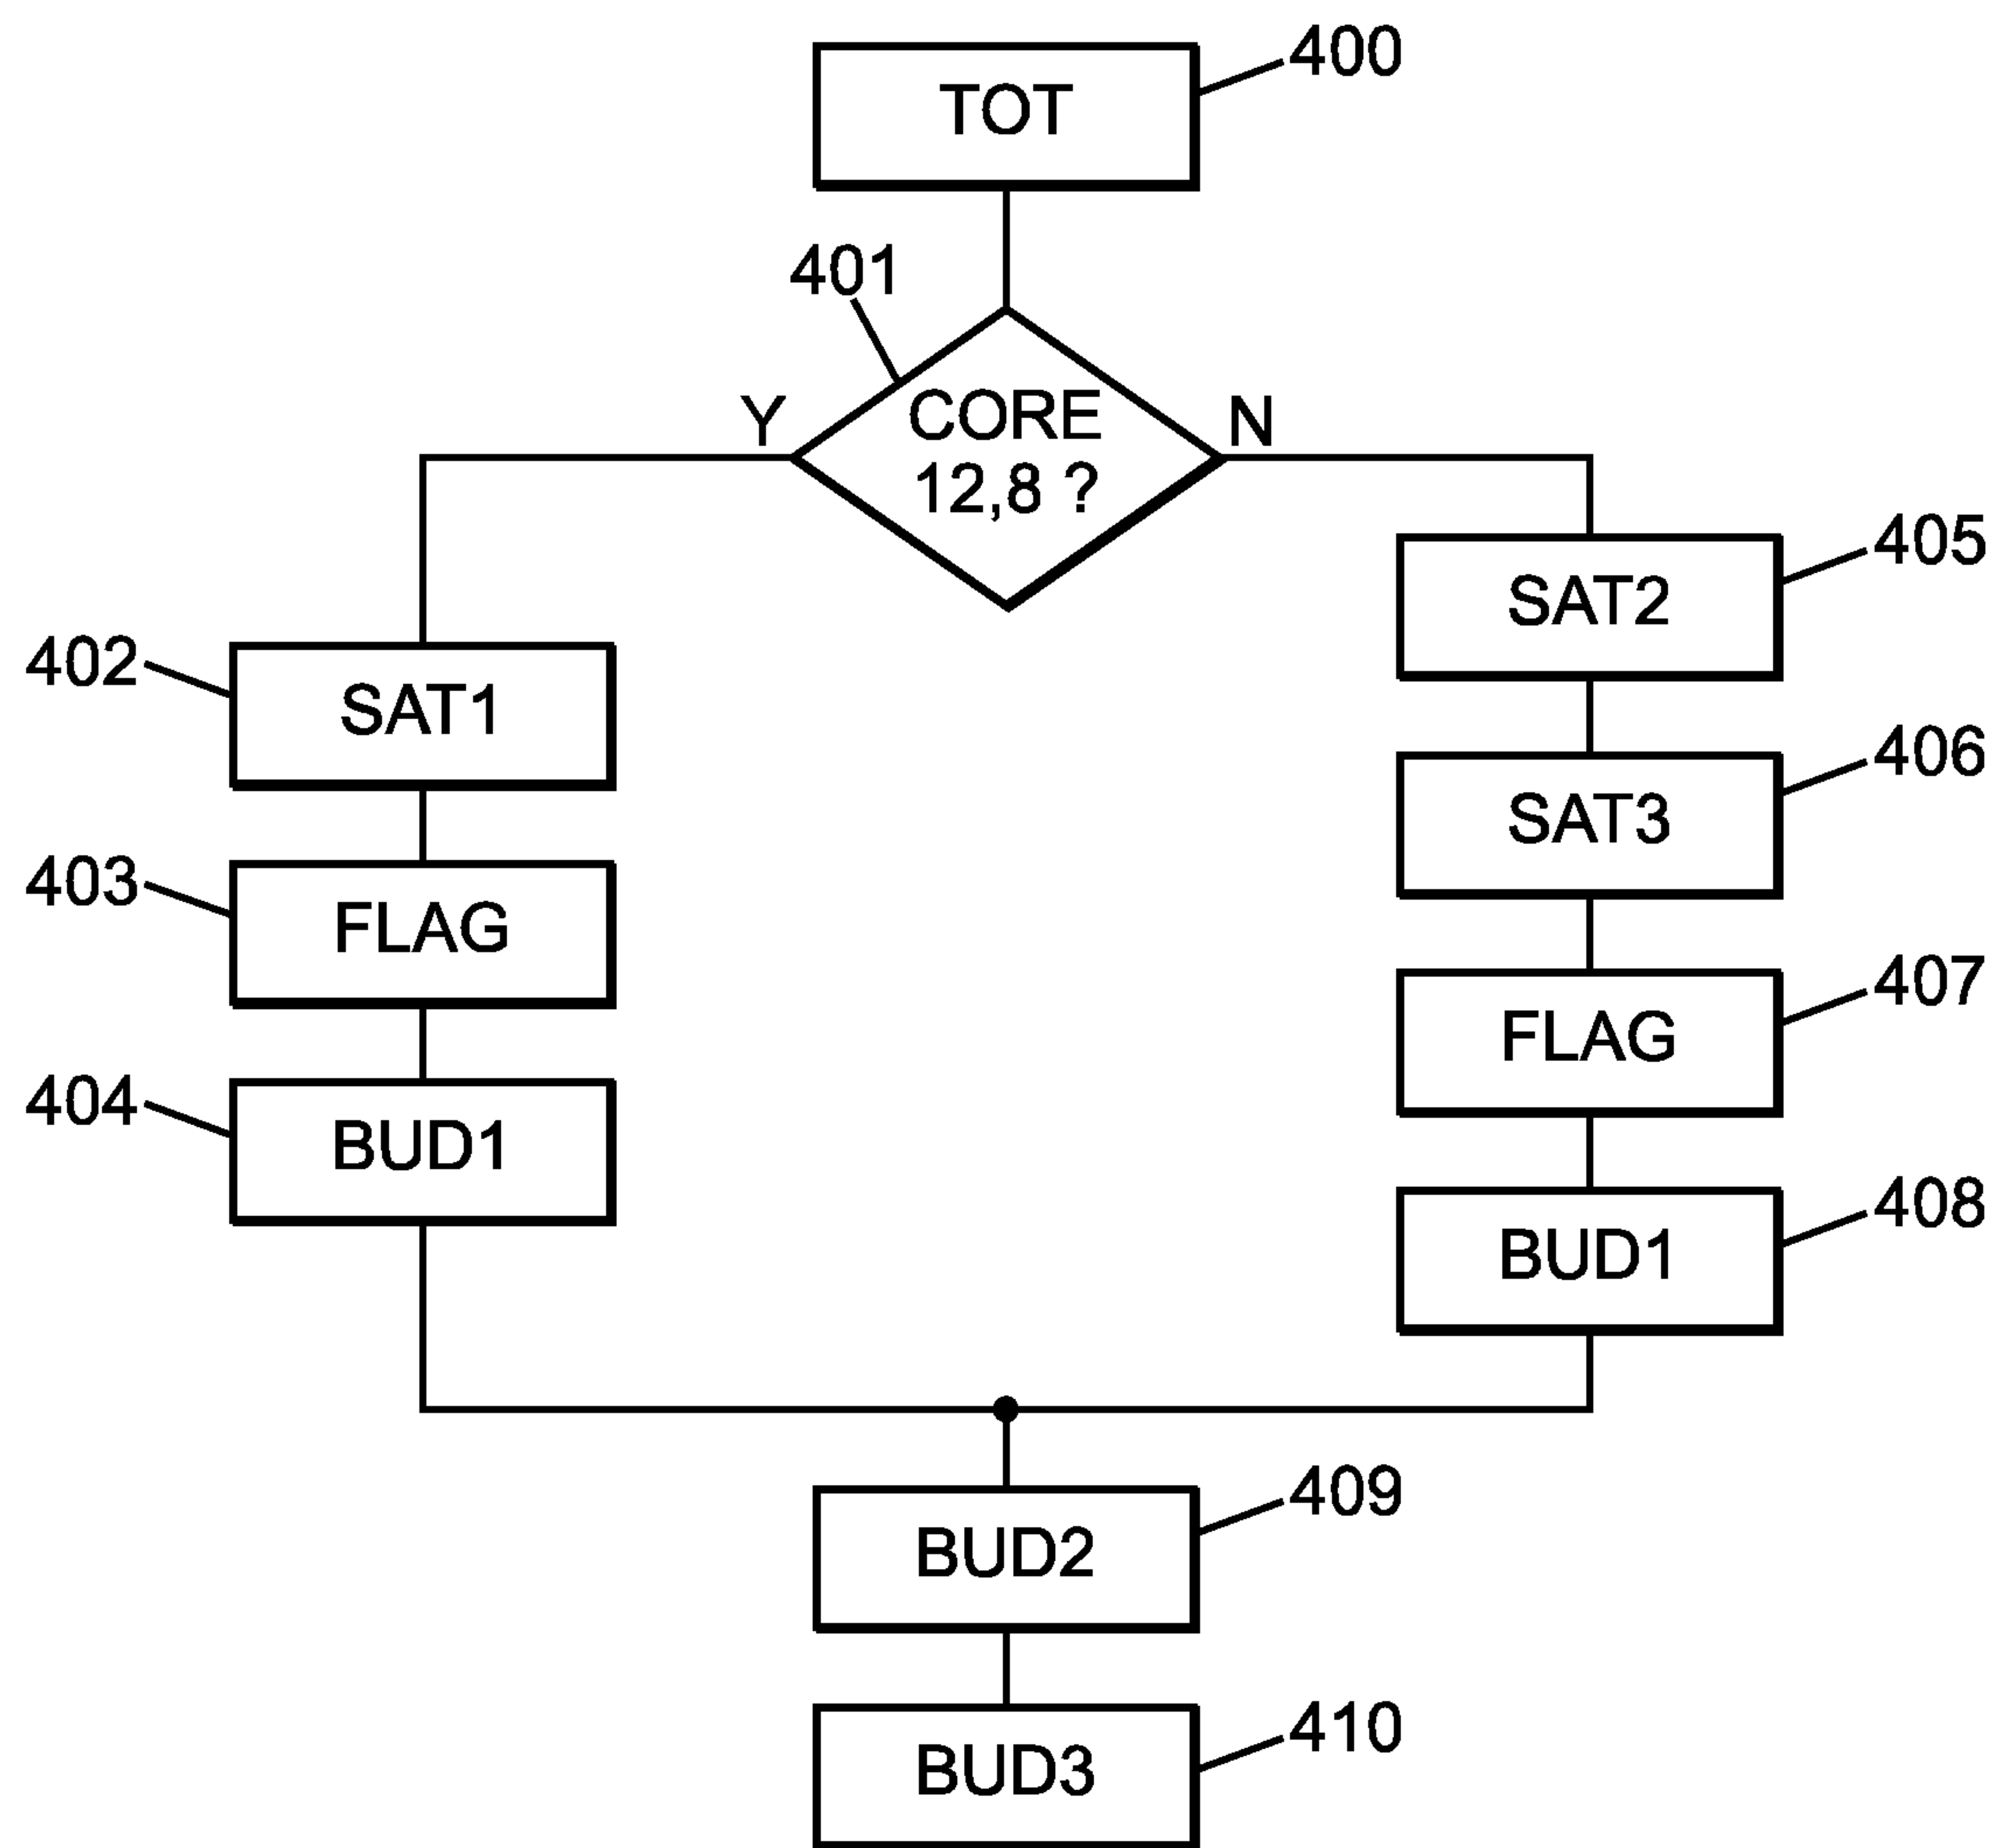 TOT
400
401
Y
CORE
12,8 ?
N
SAT2
405
402
SAT1
SAT3
406
403
FLAG
FLAG
407
404
BUD1
BUD1
408
BUD2
409
BUD3
410